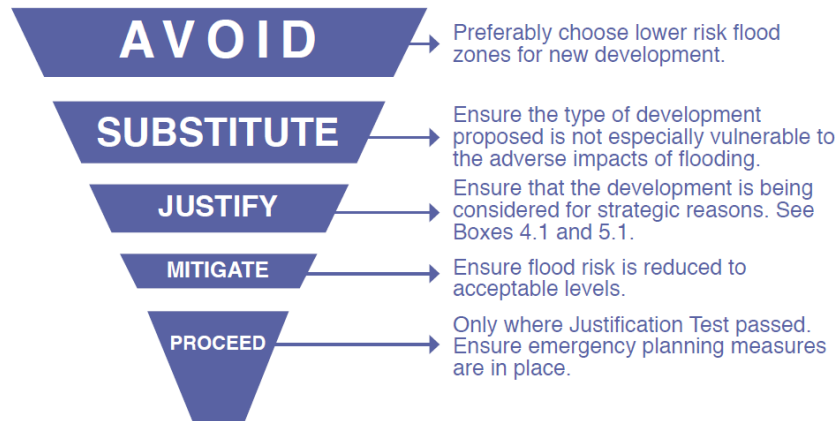 AVOID
Preferably choose lower risk flood
zones for new development.
SUBSTITUTE
Ensure the type of development
proposed is not especially vulnerable to
the adverse impacts of flooding.
JUSTIFY
Ensure that the development is being
considered for strategic reasons. See
Boxes 4.1 and 5.1.
MITIGATE
Ensure flood risk is reduced to
acceptable levels.
PROCEED
Only where Justification Test passed.
Ensure emergency planning measures
are in place.